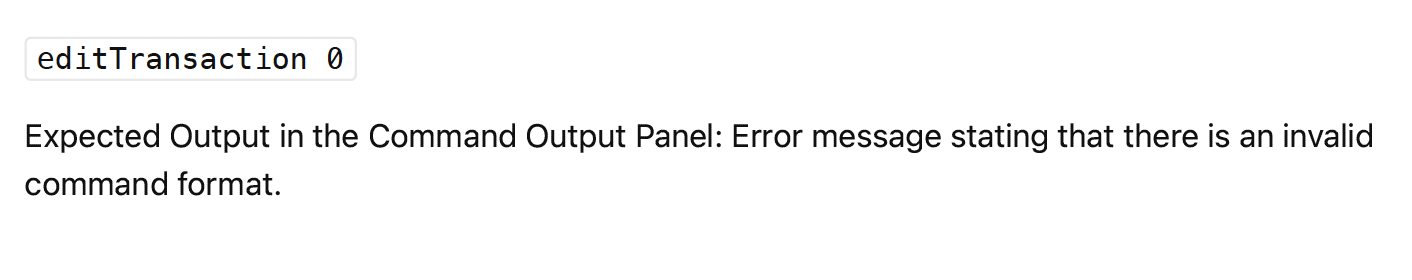 editTransaction 0
Expected Output in the Command Output Panel: Error message stating that there is an invalid
command format.